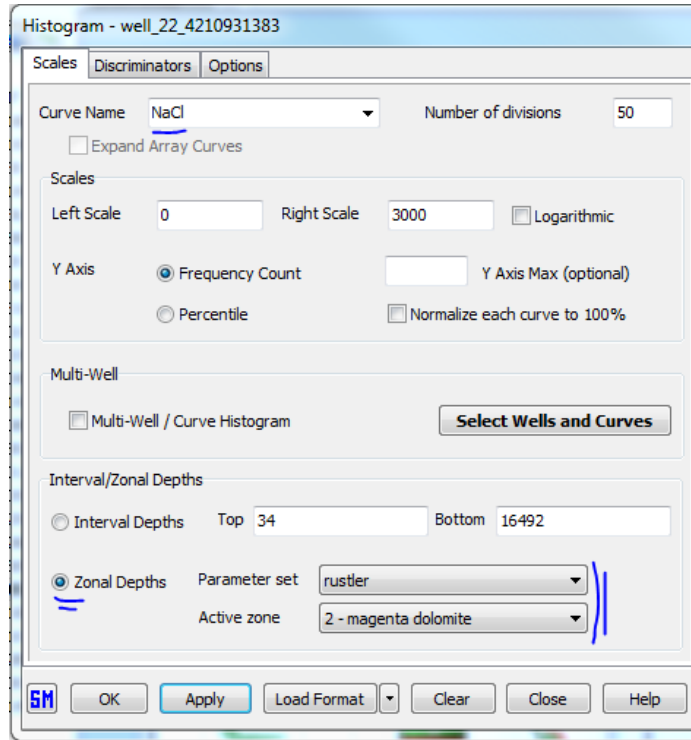 Histogram - well_22_4210931383
Scales Discriminators Options
Curve Name NaCl Number of divisions 50
Expand Array Curves
Scales
Left Scale 0 Right Scale 3000 Logarithmic
Y Axis Frequency Count Y Axis Max (optional)
Percentile Normalize each curve to 100%
Multi-Well
Multi-Well / Curve Histogram Select Wells and Curves
Interval/Zonal Depths
Interval Depths Top 34 Bottom 16492
Zonal Depths Parameter set rustler
Active zone 2 - magenta dolomite
SM OK Apply Load Format Clear Close Help